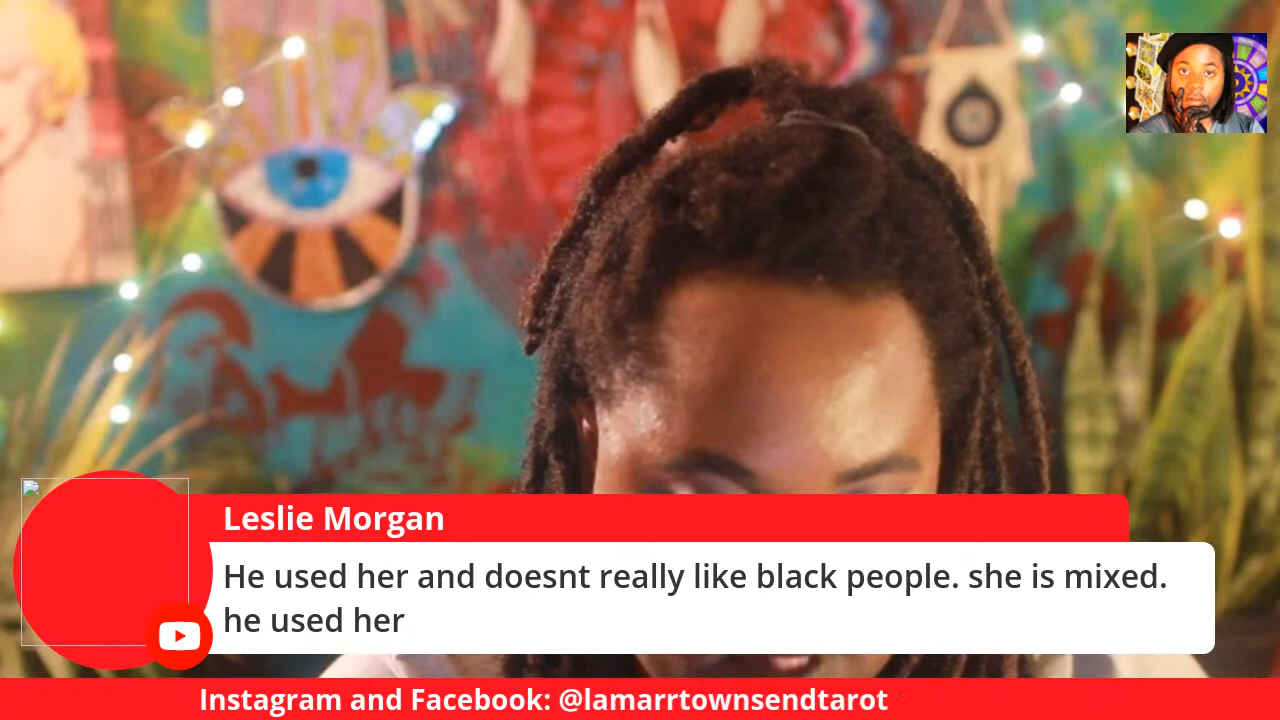 Leslie Morgan
He used her and doesnt really like black people. she is mixed.
he used her
Instagram and Facebook: @lamarrtownsendtarot